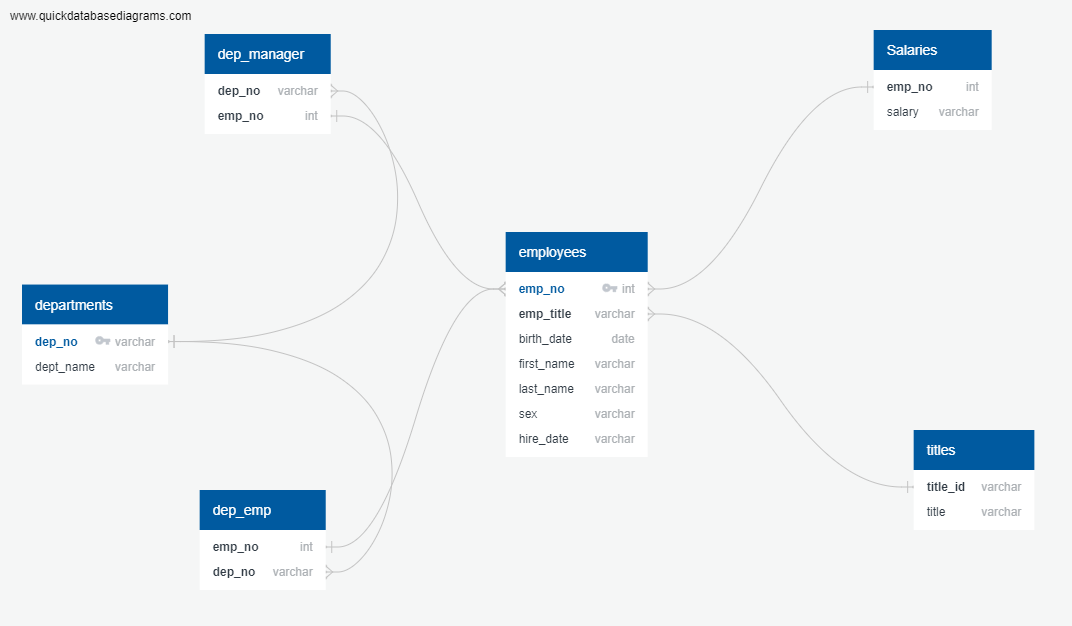 www.quickdatabasediagrams.com
dep_manager
dep_no varchar
emp_no int
Salaries
emp_no int
salary varchar
employees
emp_no int
emp_title varchar
birth_date date
first_name varchar
last_name varchar
sex varchar
hire_date varchar
departments
dep_no varchar
dept_name varchar
titles
title_id varchar
title varchar
dep_emp
emp_no int
dep_no varchar